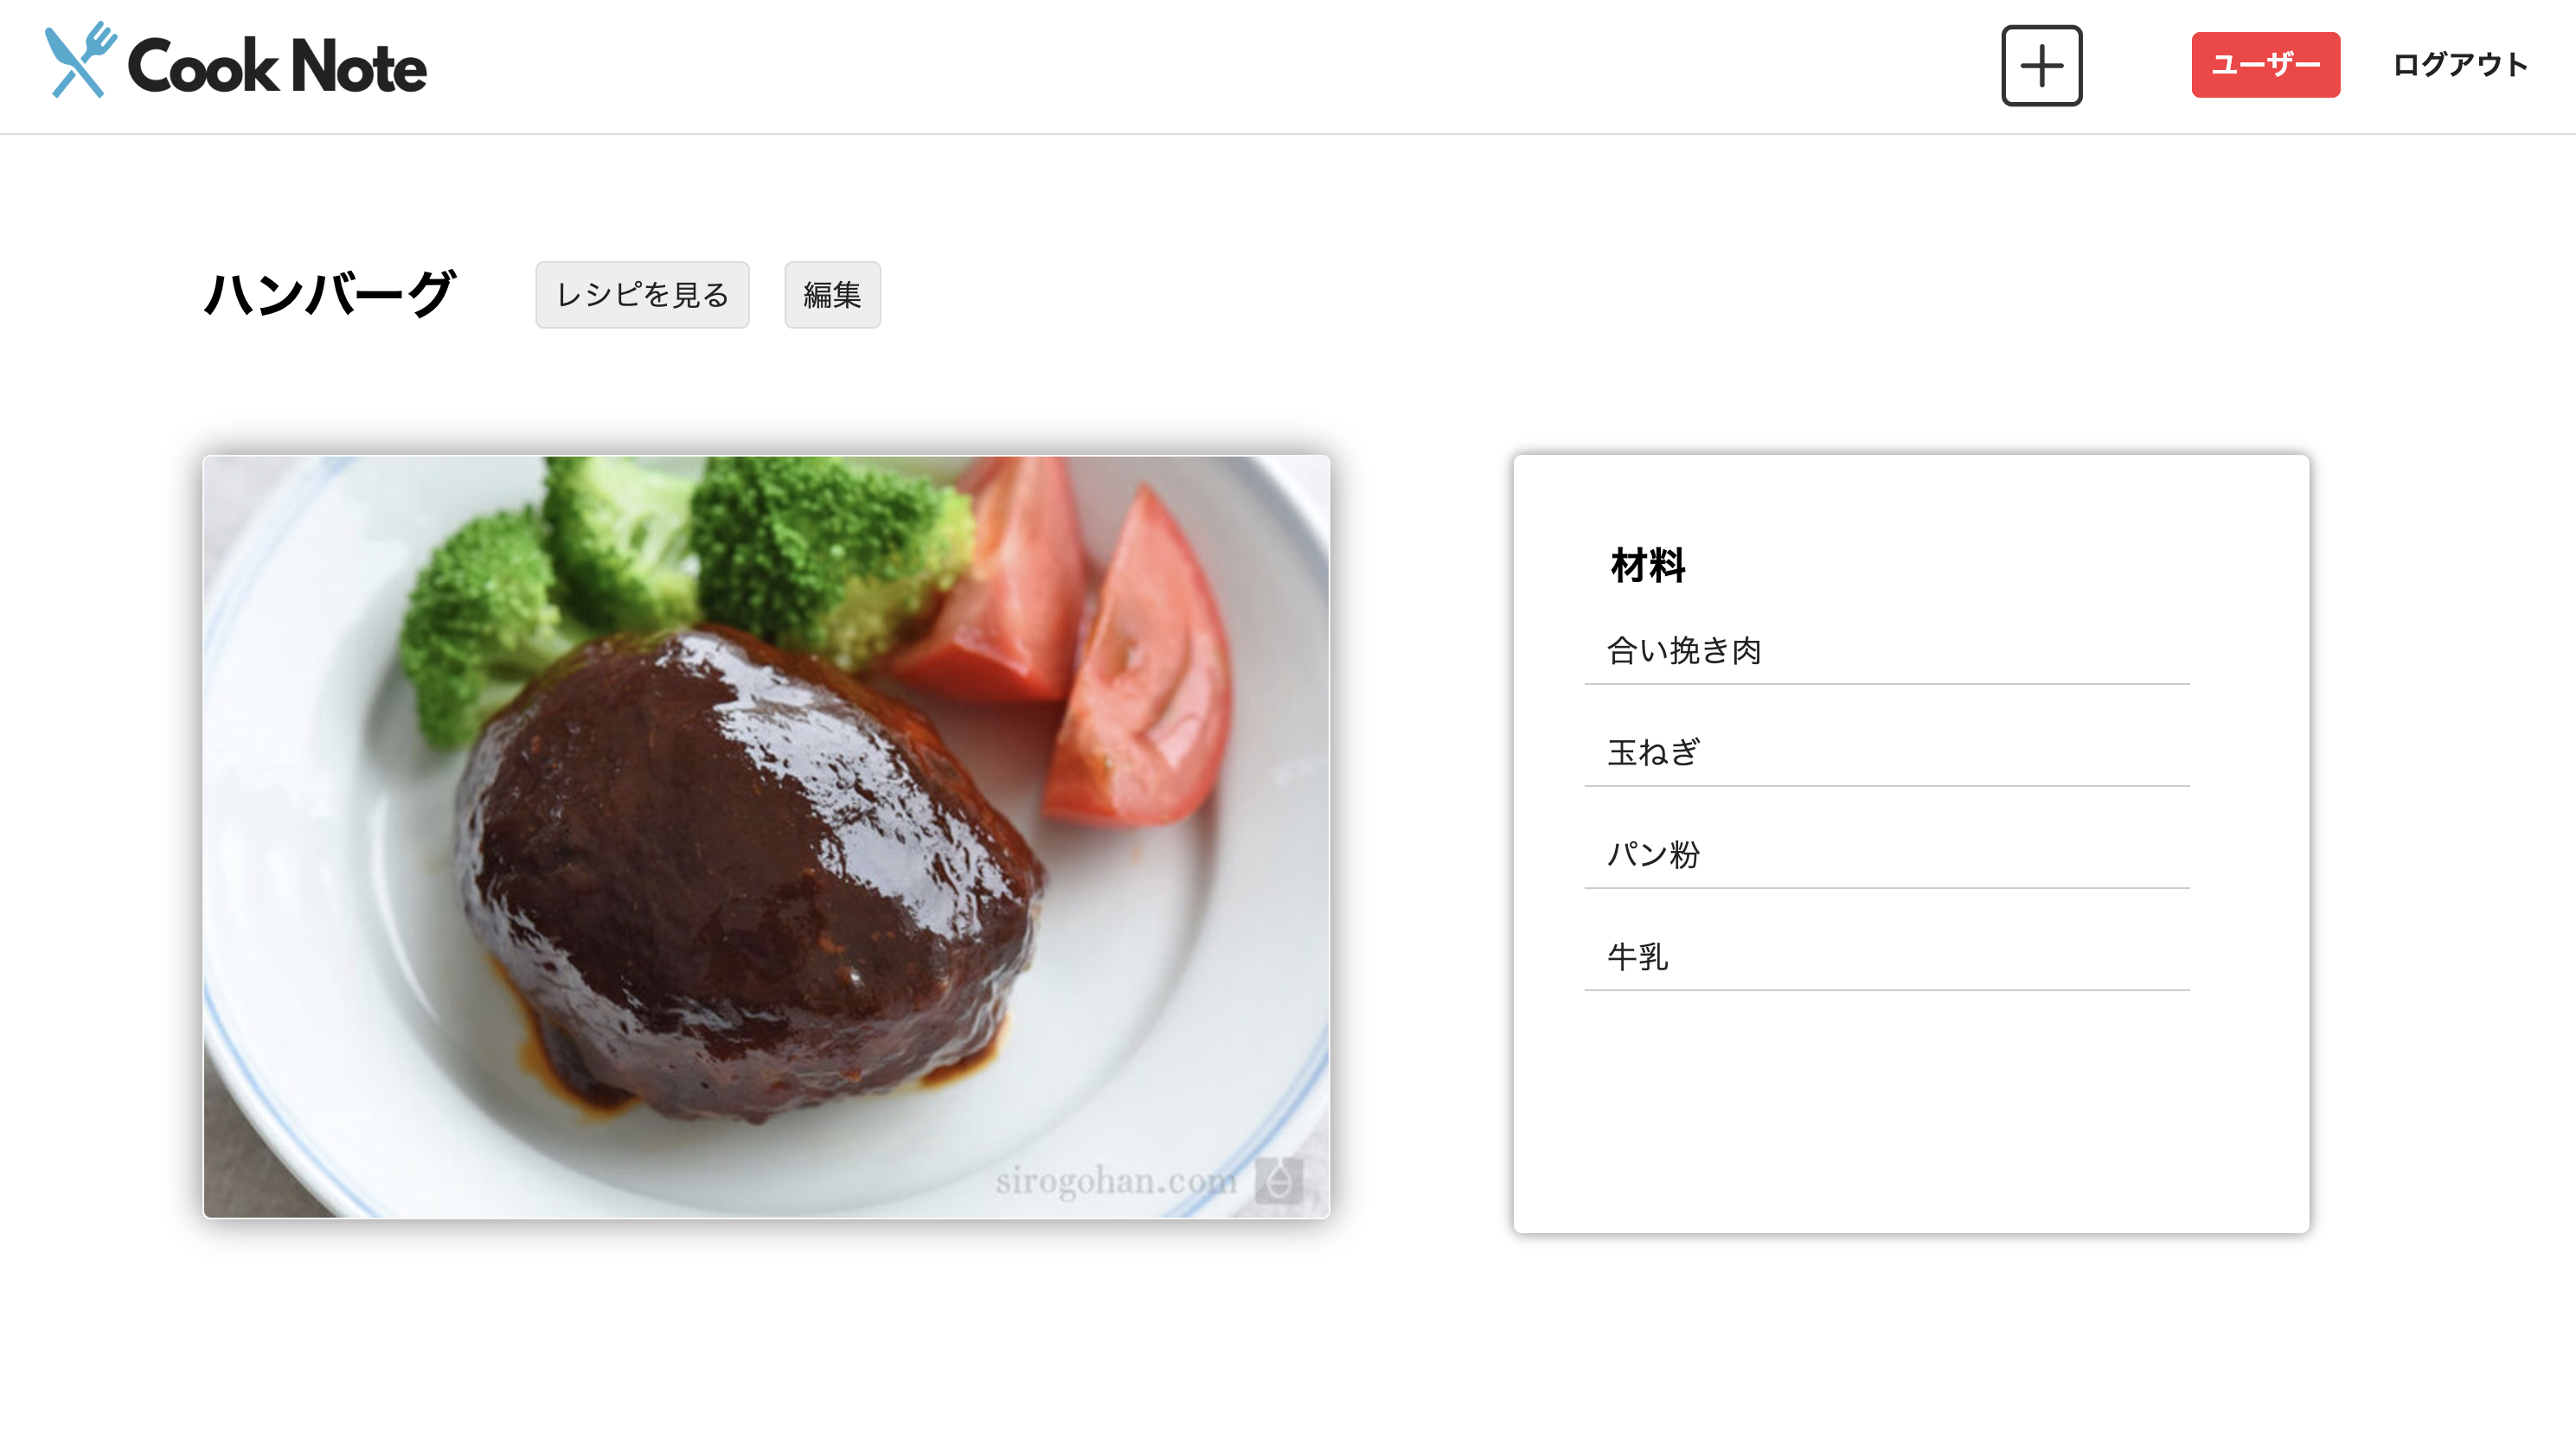 Cook Note
ユーザー
ログアウト
ハンバーグ
レシピを見る
編集
材料
合い挽き肉
玉ねぎ
パン粉
牛乳
sirogohan.com